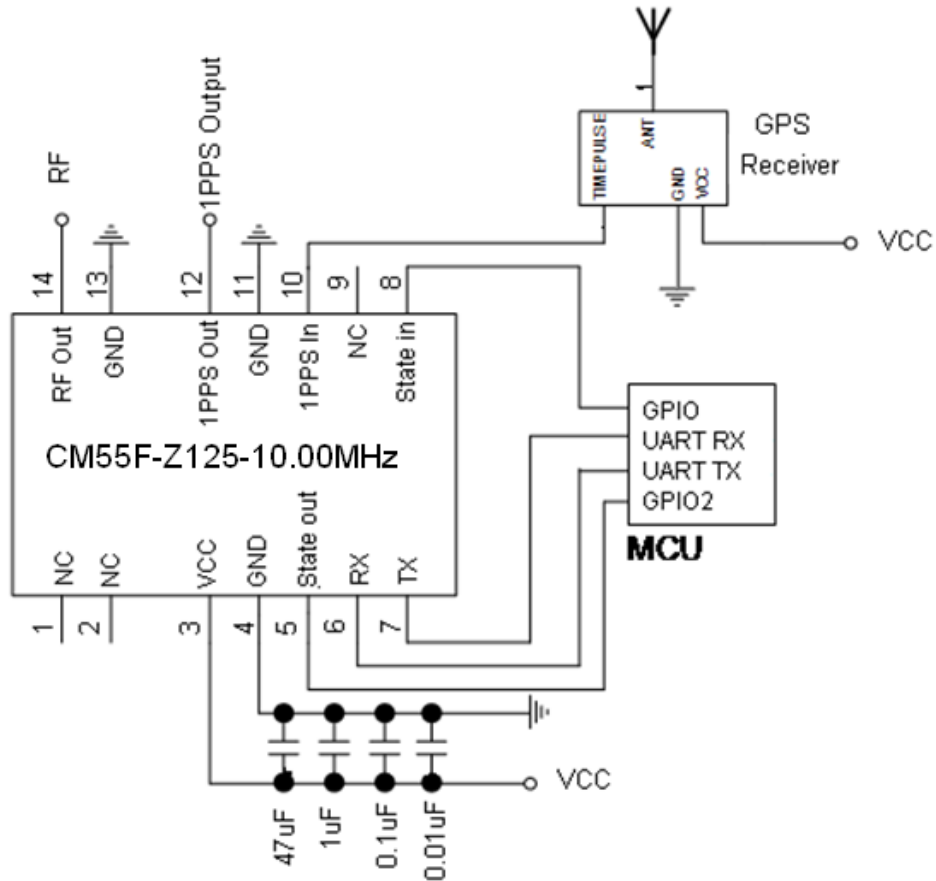 1
TIMEPULSE
ANT
GND
VCC
GPS
Receiver
VCC
RF
1PPS Output
14
13
12
11
10
9
8
RF Out
GND
1PPS Out
GND
1PPS In
NC
State in
CM55F-Z125-10.00MHz
NC
NC
VCC
GND
State out
RX
TX
1
2
3
4
5
6
7
GPIO
UART RX
UART TX
GPIO2
MCU
VCC
47uF
1uF
0.1uF
0.01uF